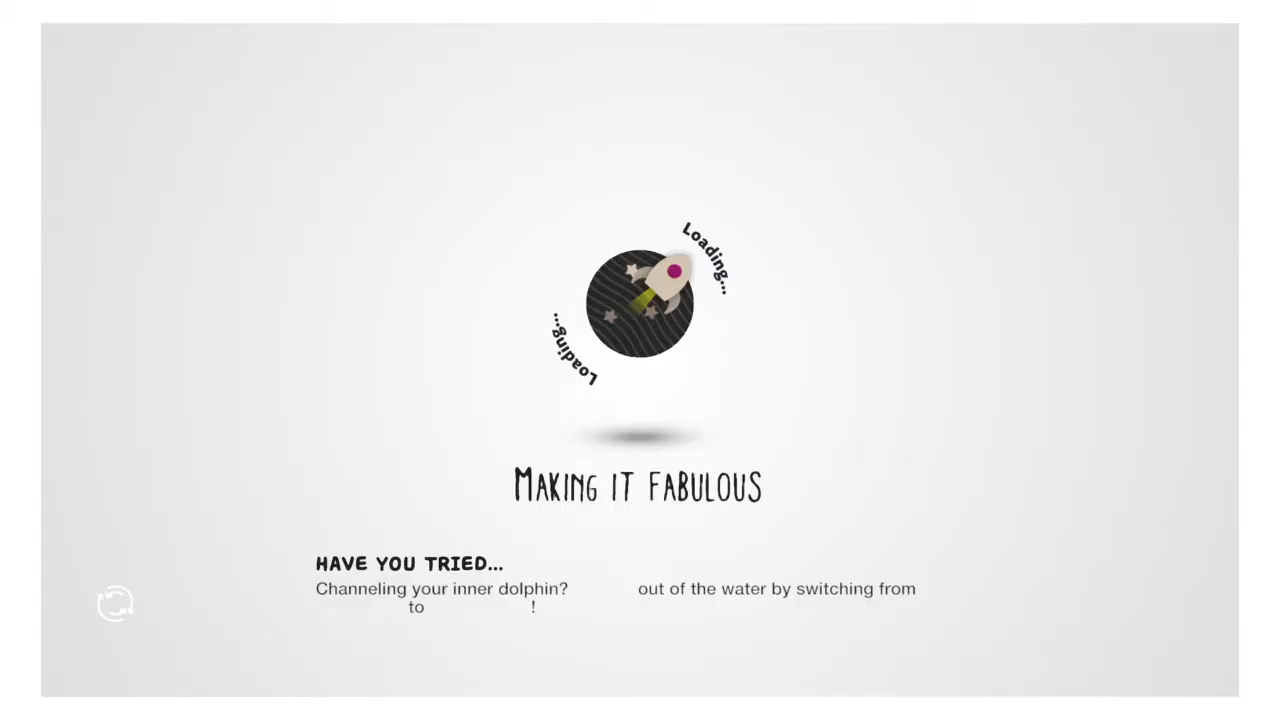 Loading...
Loading...
Making it fabulous
HAVE YOU TRIED...
Channeling your inner dolphin? out of the water by switching from
to !